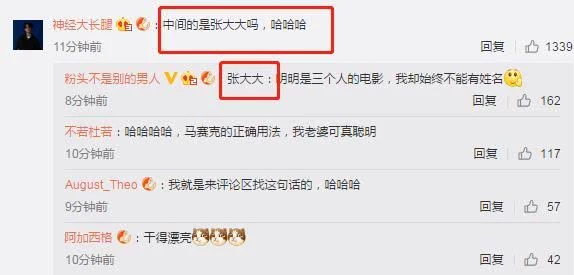 神经大长腿：中间的是张大大吗，哈哈哈
11分钟前 回复 1339
粉头不是别的男人：张大大：明明是三个人的电影，我却始终不能有姓名
8分钟前 回复 162
不若杜若：哈哈哈哈，马赛克的正确用法，我老婆可真聪明
10分钟前 回复 117
August_Theo：我就是来评论区找这句话的，哈哈哈
9分钟前 回复 57
阿加西格：干得漂亮
10分钟前 回复 42